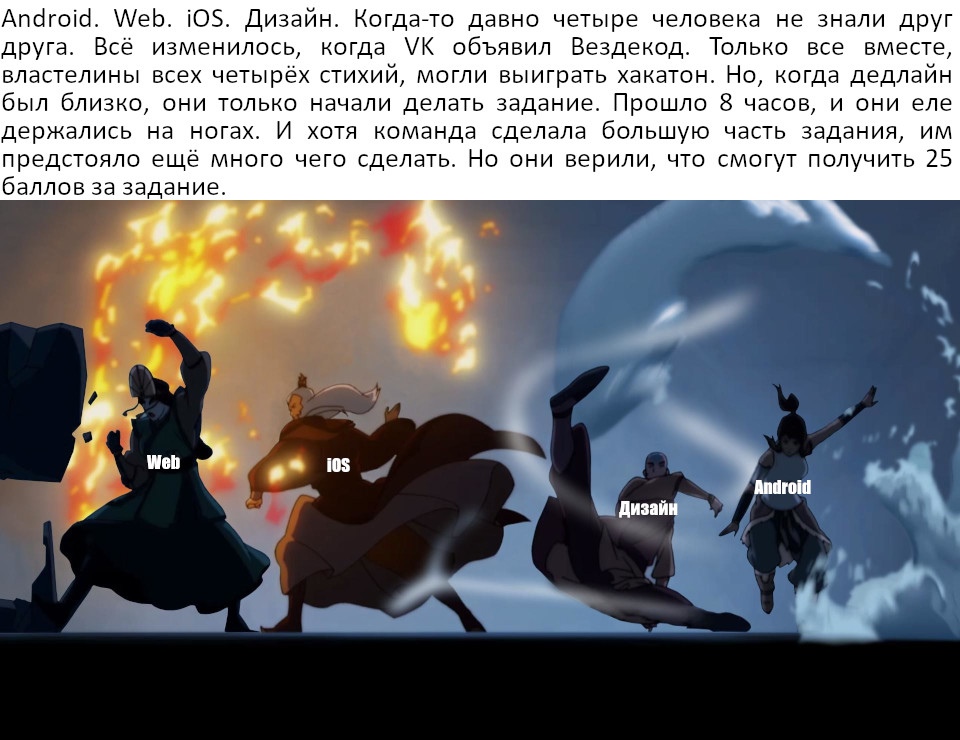 Android. Web. iOS. Дизайн. Когда-то давно четыре человека не знали друг
друга. Всё изменилось, когда VK объявил Вездекод. Только все вместе,
властелины всех четырёх стихий, могли выиграть хакатон. Но, когда дедлайн
был близко, они только начали делать задание. Прошло 8 часов, и они еле
держались на ногах. И хотя команда сделала большую часть задания, им
предстояло ещё много чего сделать. Но они верили, что смогут получить 25
баллов за задание.
Web
iOS
Дизайн
Android